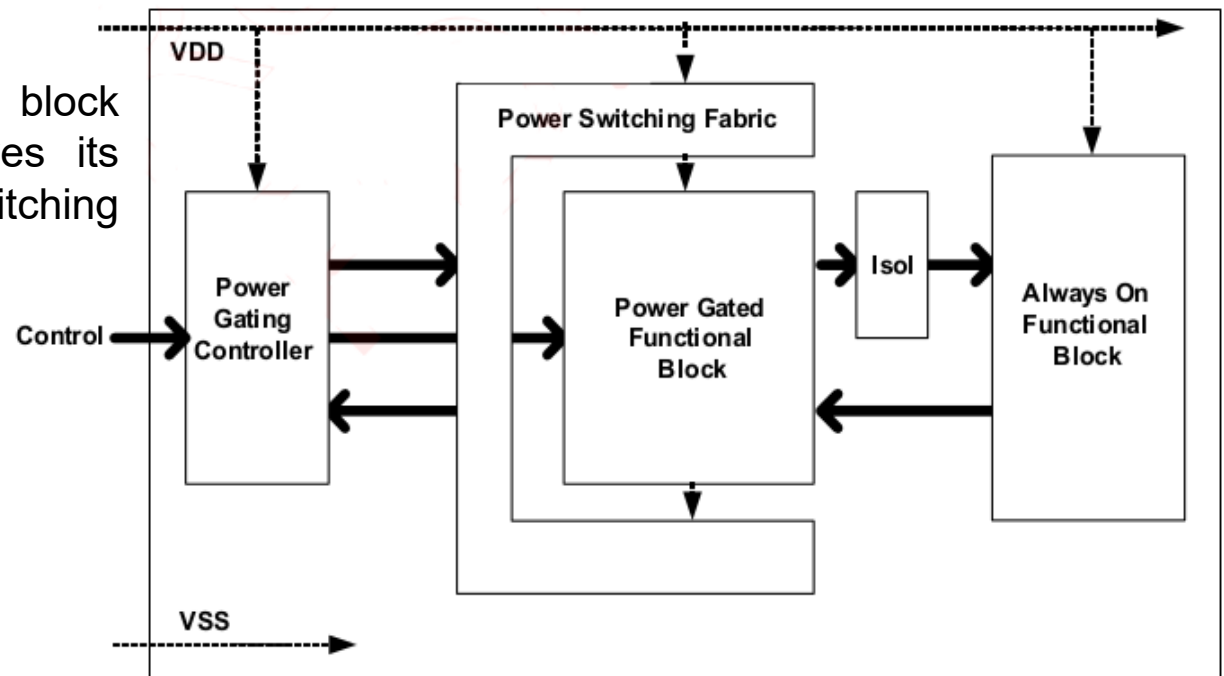 VDD
block
es its
itching
Power Switching Fabric
Power
Gating
Controller
Control
Power Gated
Functional
Block
Isol
Always On
Functional
Block
VSS